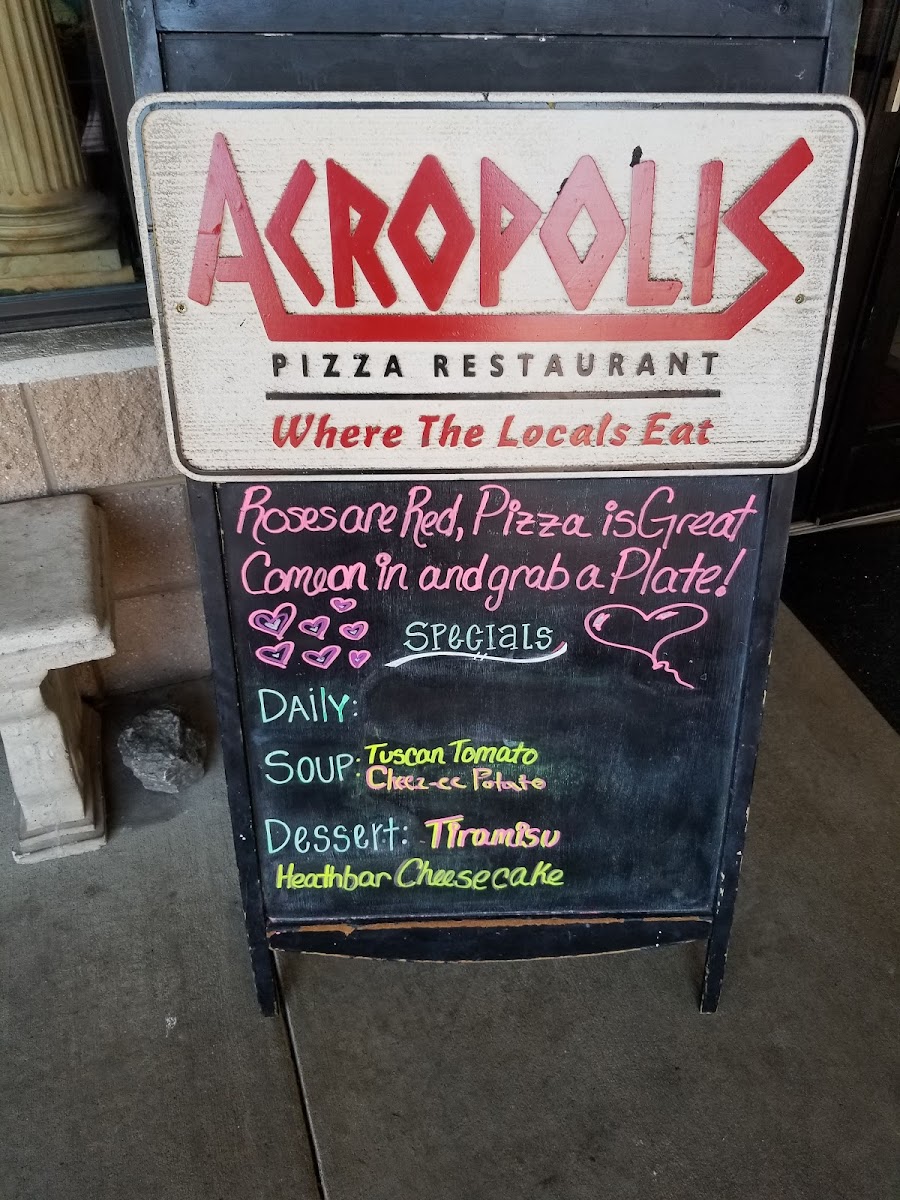 ACROPOLIS
PIZZA RESTAURANT
Where The Locals Eat
Roses are Red, Pizza is Great
Come on in and grab a Plate!
Specials
Daily:
Soup: Tuscan Tomato
Cheez-ee Potato
Dessert: Tiramisu
Heathbar Cheesecake